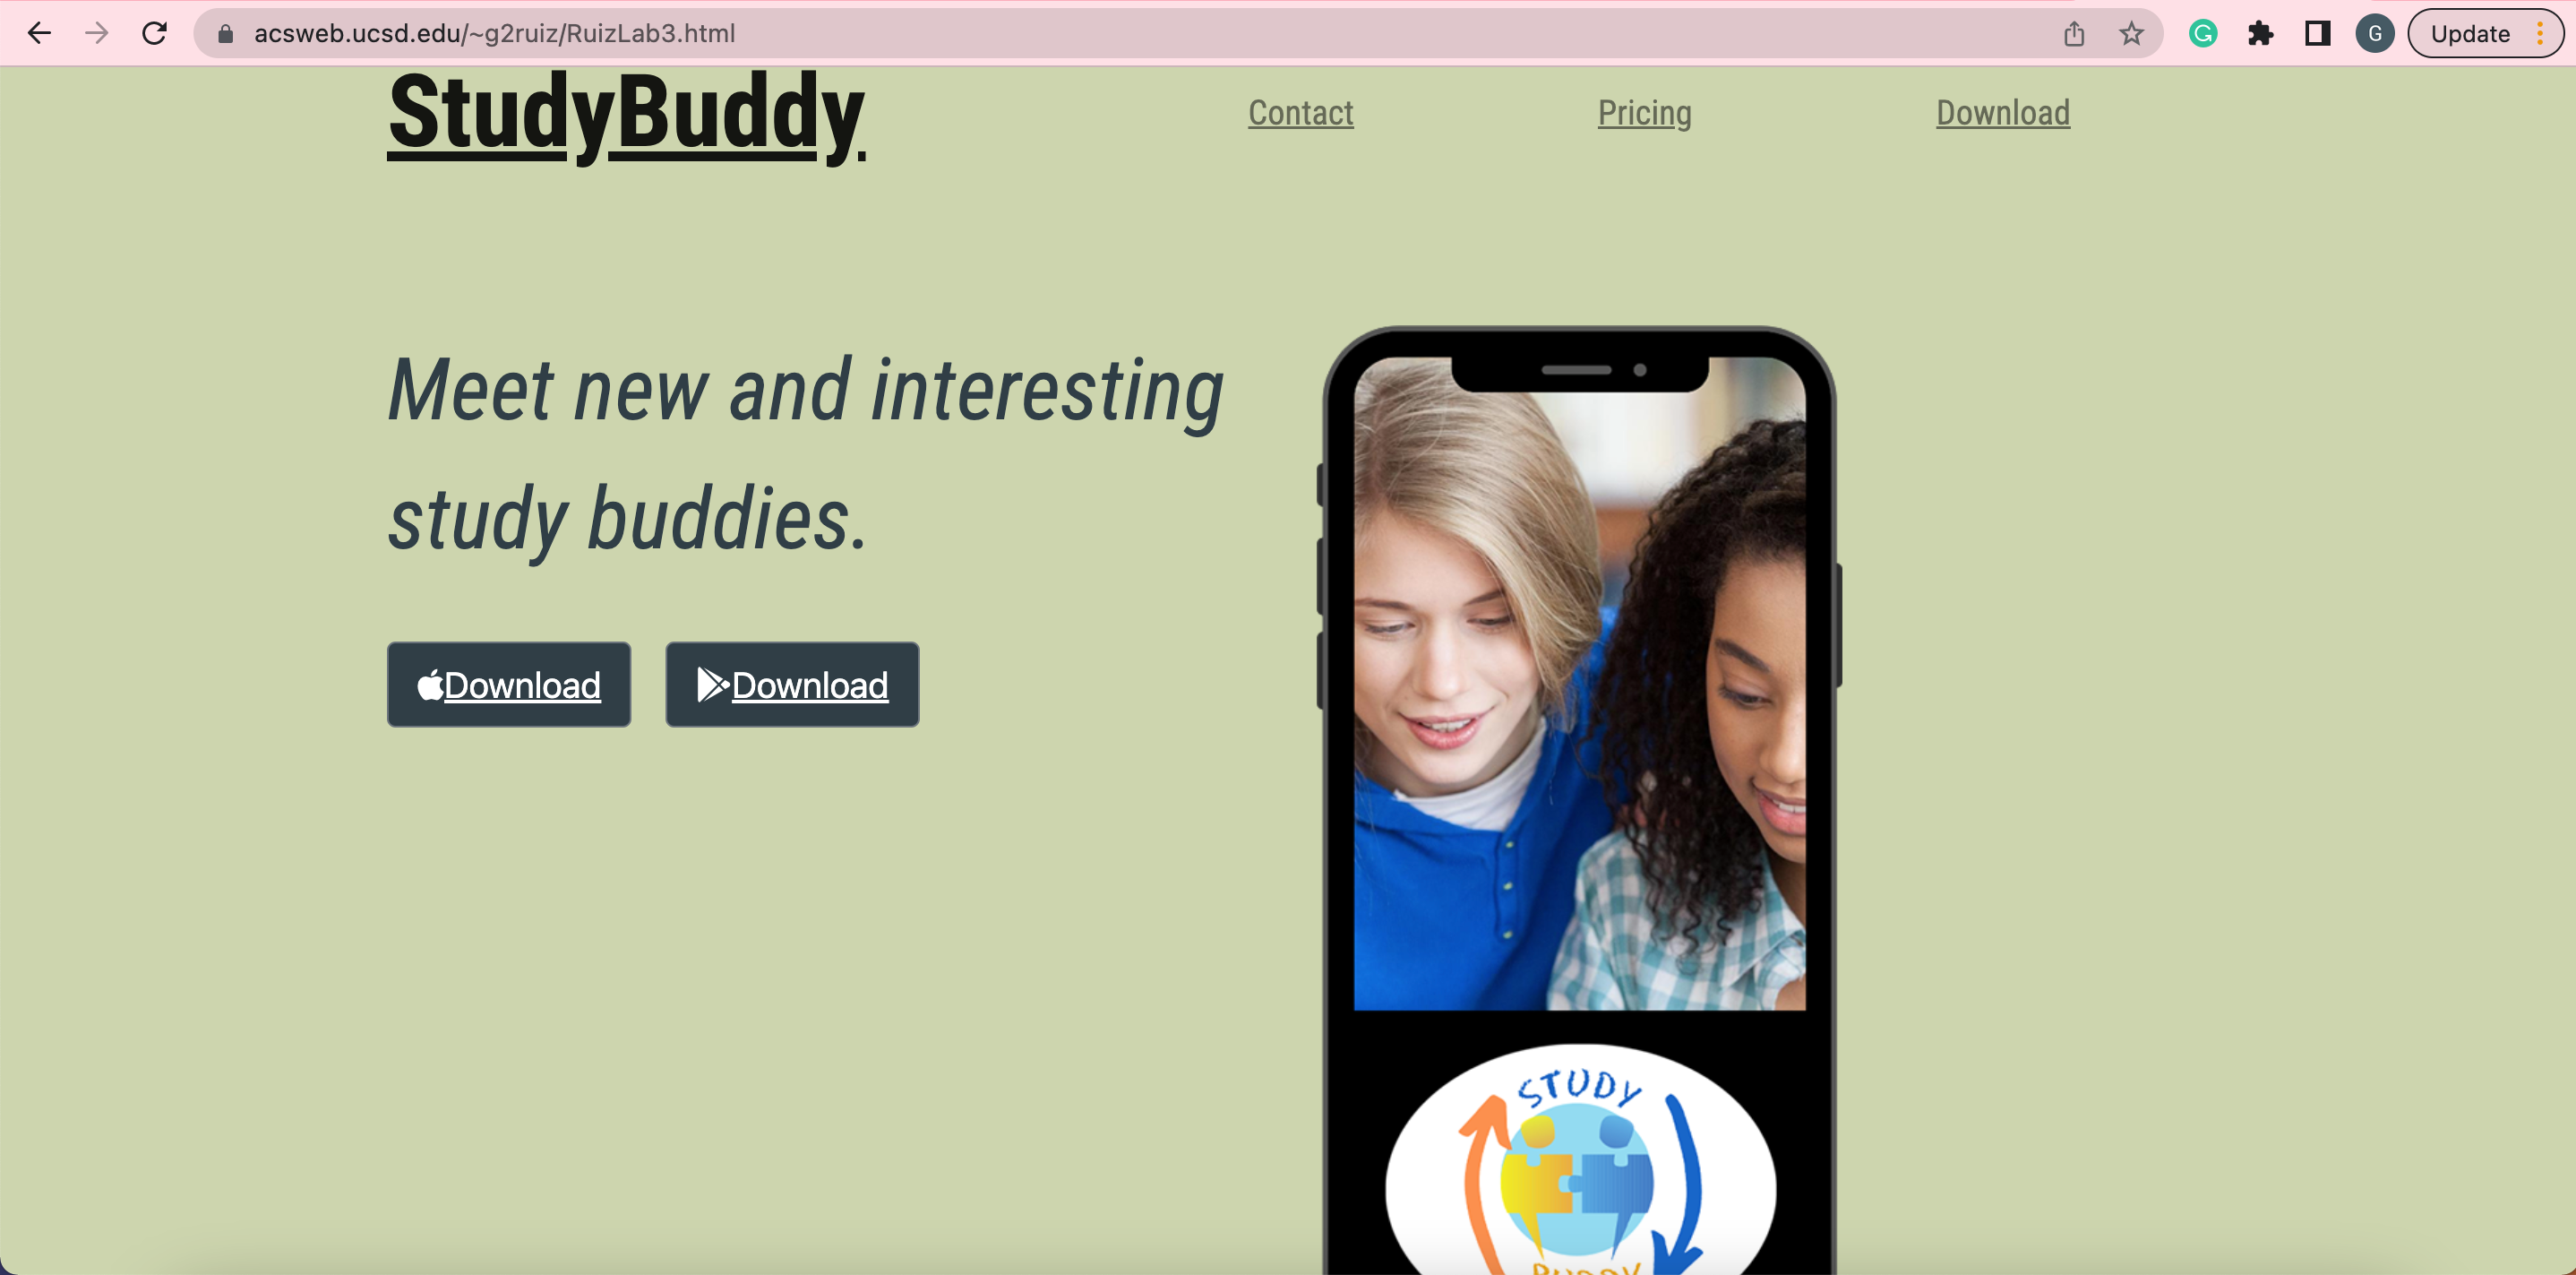 acsweb.ucsd.edu/~g2ruiz/RuizLab3.html
G
G
Update
StudyBuddy
Contact
Pricing
Download
Meet new and interesting
study buddies.
Download
Download
STUDY
BUDDY